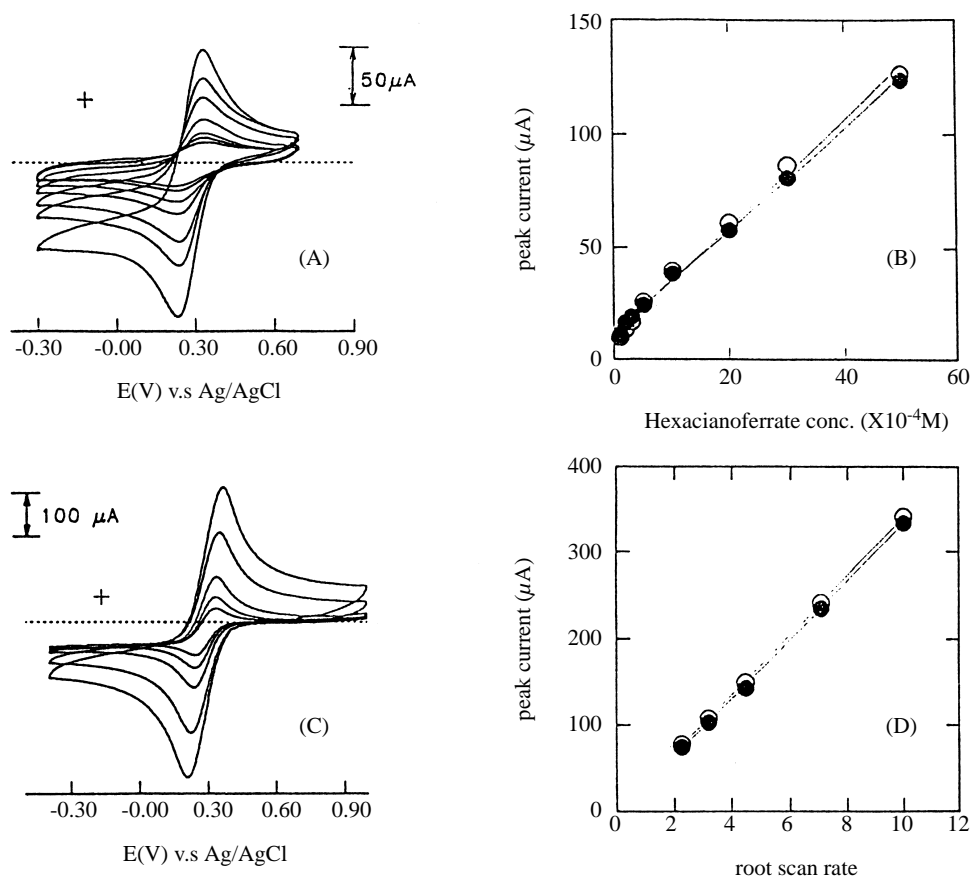 50 μA
+
(A)
-0.30 -0.00 0.30 0.60 0.90
E(V) v.s Ag/AgCl
150
100
50
0
peak current (μA)
(B)
0 20 40 60
Hexacianoferrate conc. (X10⁻⁴M)
100 μA
+
(C)
-0.30 -0.00 0.30 0.60 0.90
E(V) v.s Ag/AgCl
400
300
200
100
0
peak current (μA)
(D)
0 2 4 6 8 10 12
root scan rate